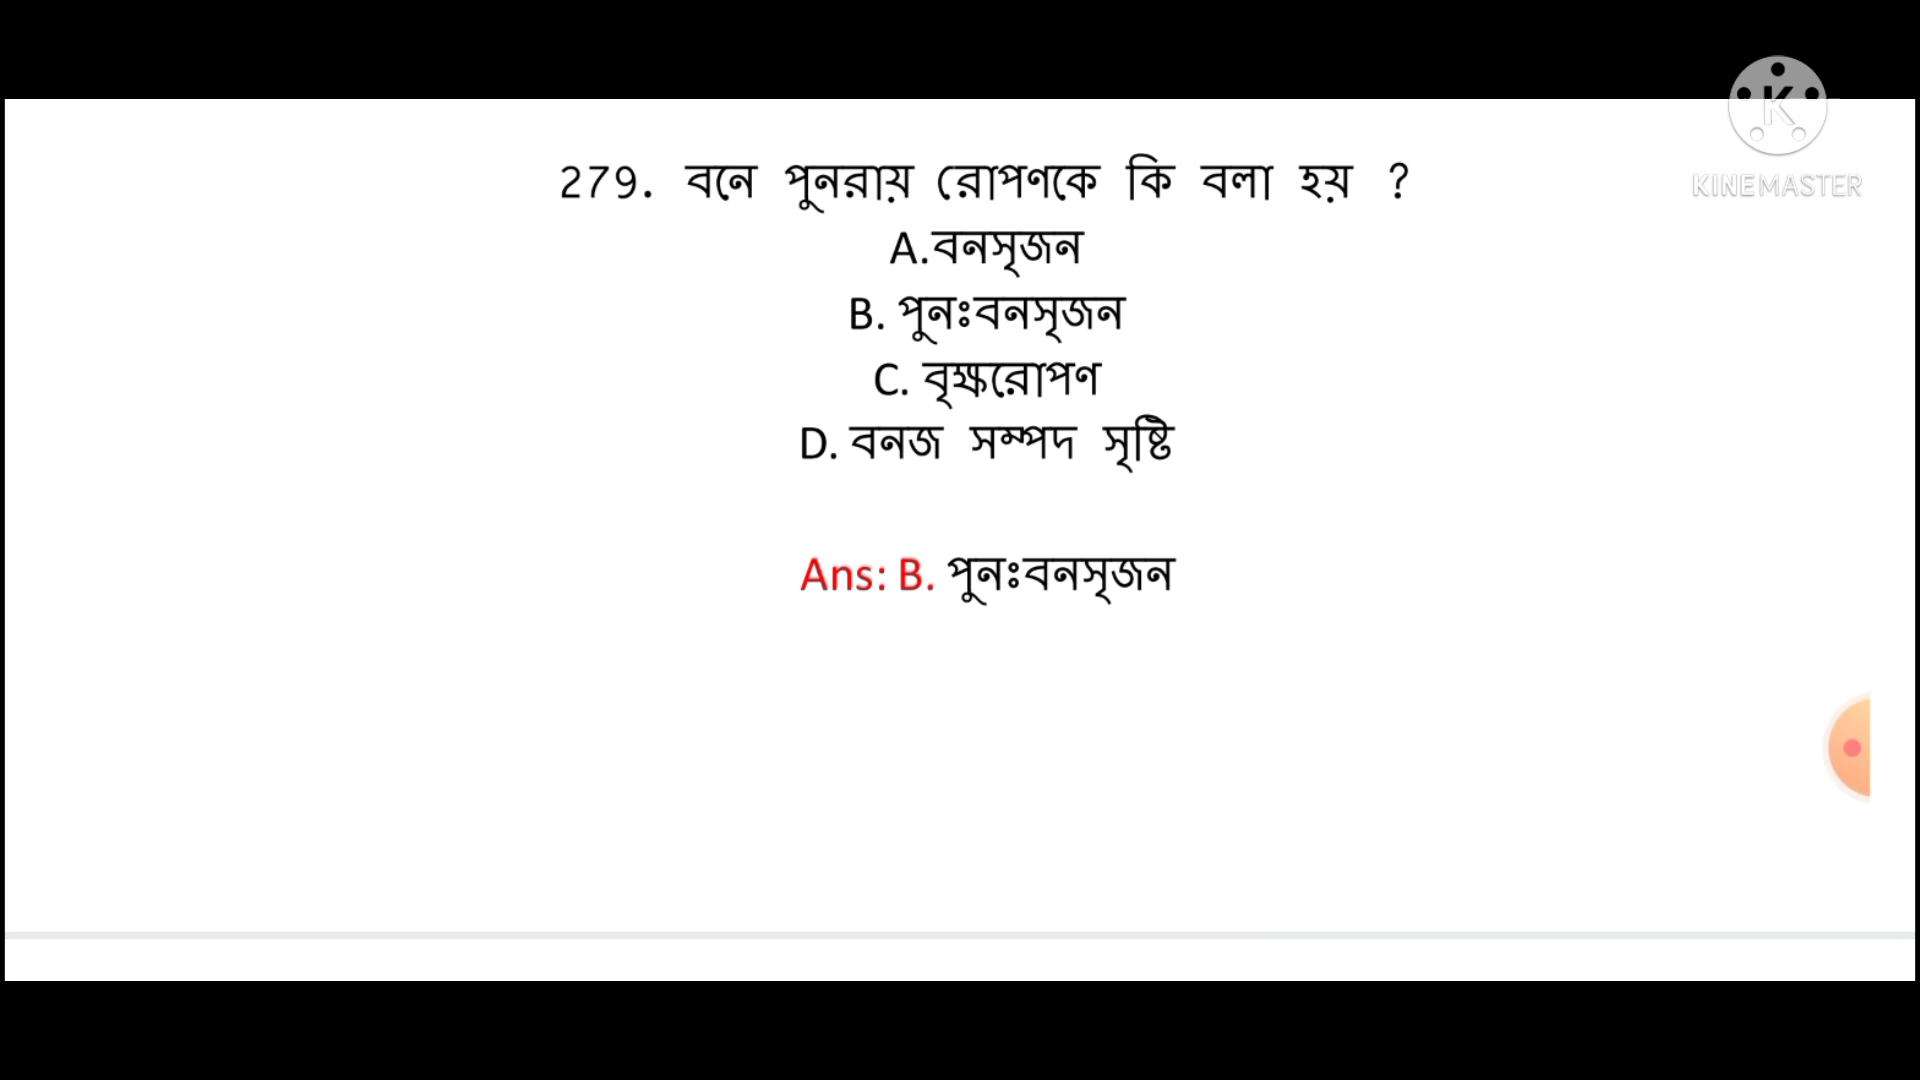 KINEMASTER
279. বনে পুনরায় রোপণকে কি বলা হয় ?
A.বনসৃজন
B. পুনঃবনসৃজন
C. বৃক্ষরোপণ
D. বনজ সম্পদ সৃষ্টি
Ans: B. পুনঃবনসৃজন